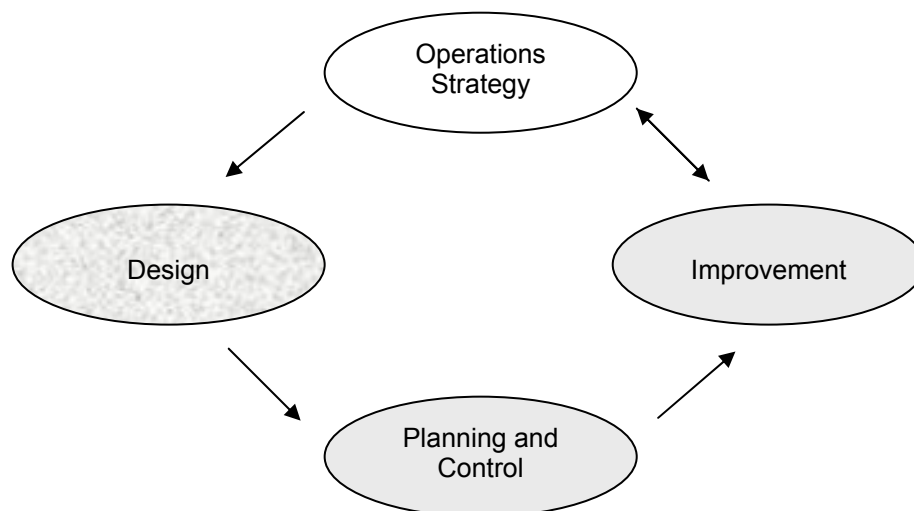 Operations
Strategy
Design
Improvement
Planning and
Control